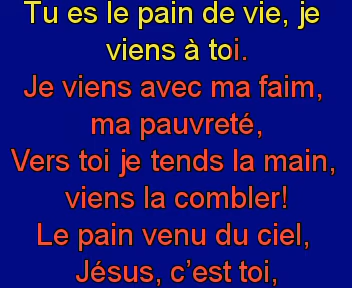 Tu es le pain de vie, je
viens à toi.
Je viens avec ma faim,
ma pauvreté,
Vers toi je tends la main,
viens la combler!
Le pain venu du ciel,
Jésus, c’est toi,